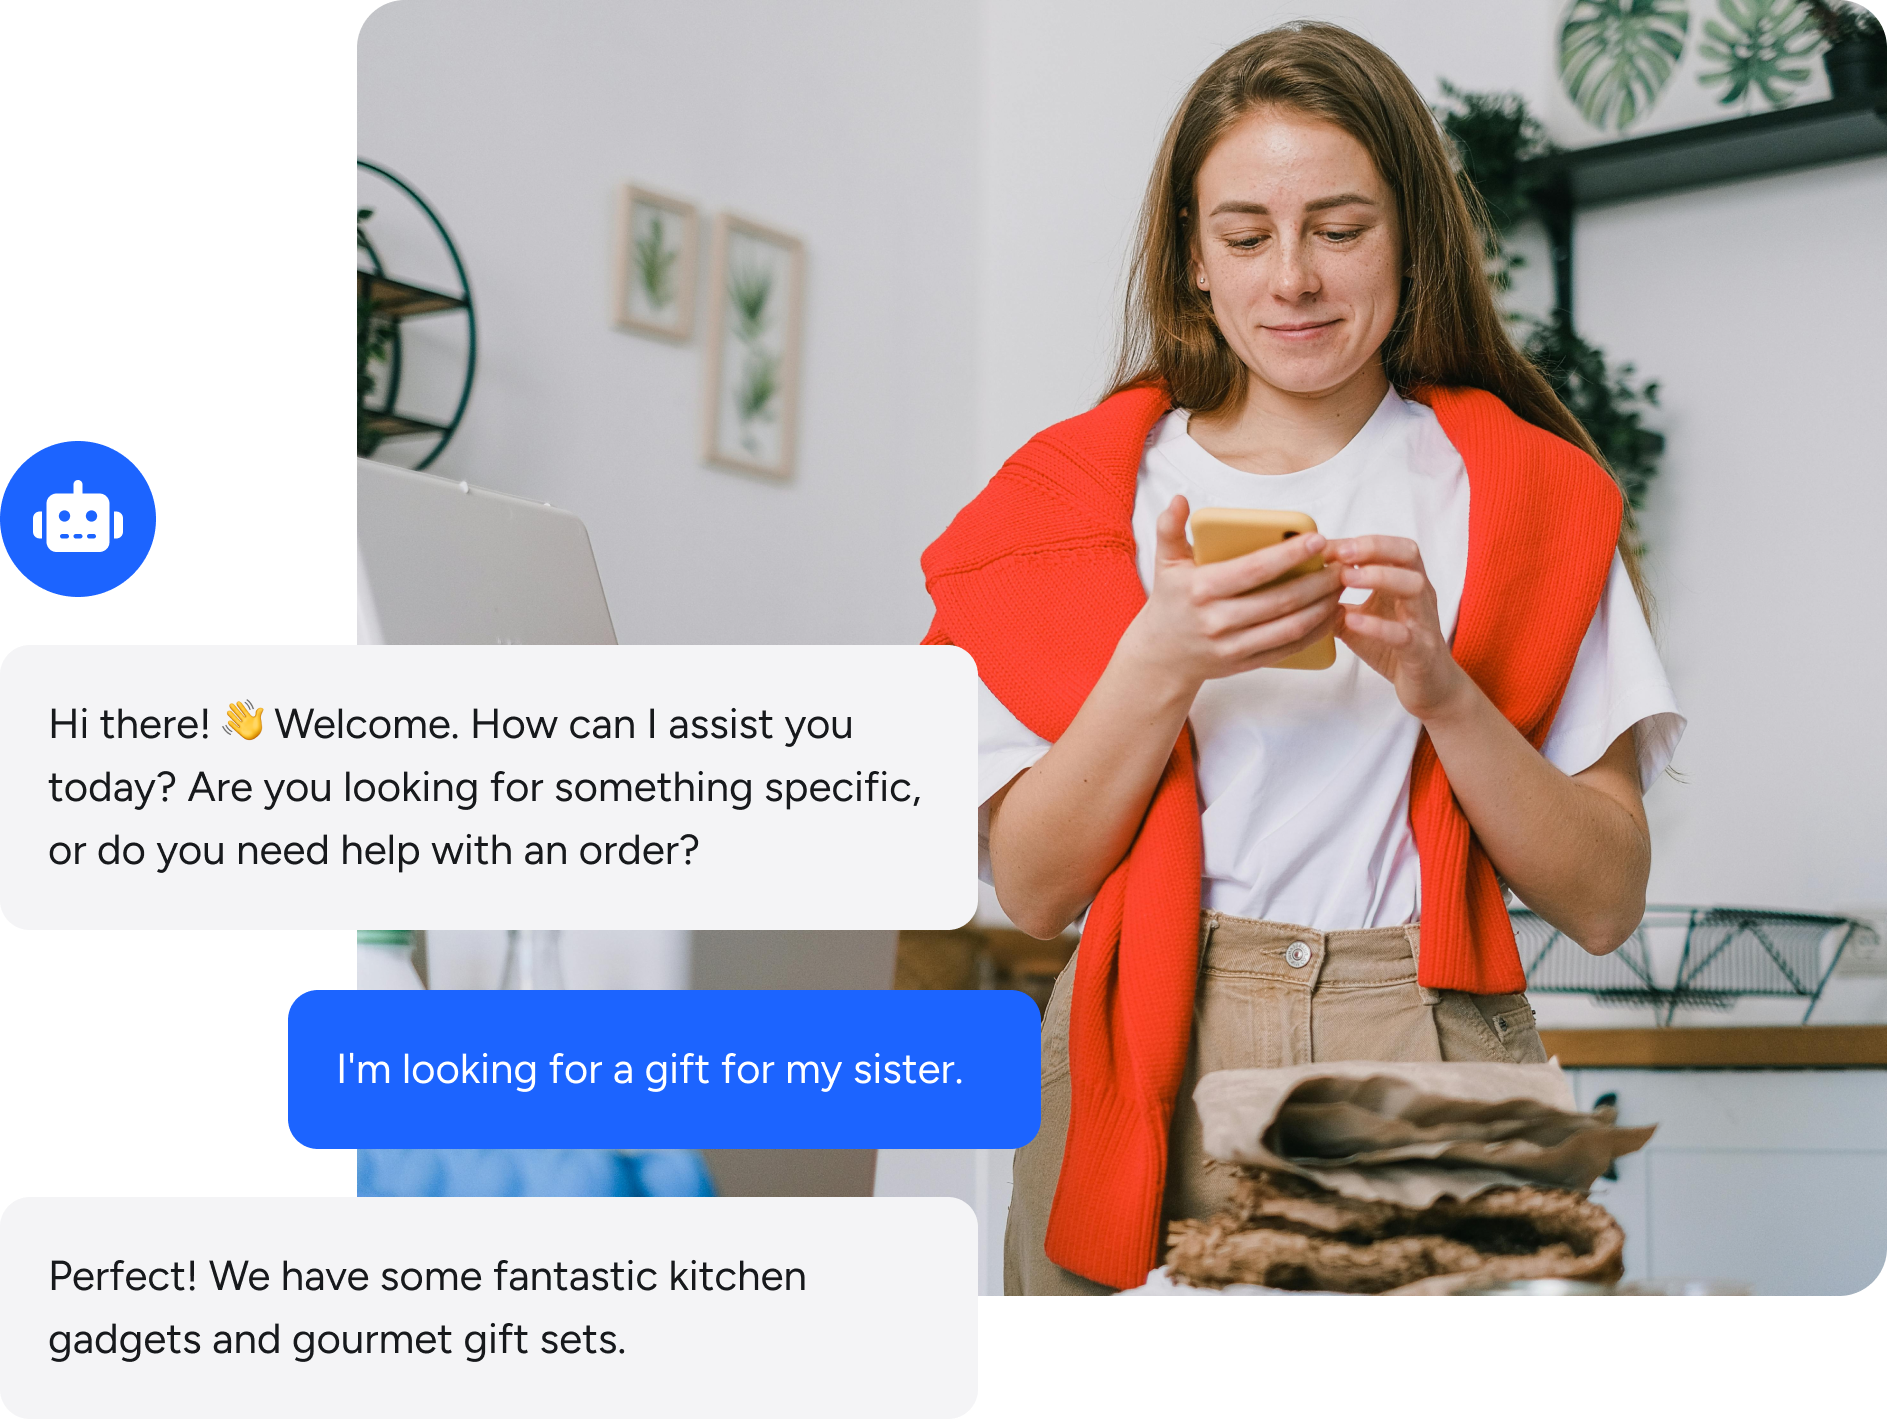 Hi there! 👋 Welcome. How can I assist you
today? Are you looking for something specific,
or do you need help with an order?
I'm looking for a gift for my sister.
Perfect! We have some fantastic kitchen
gadgets and gourmet gift sets.